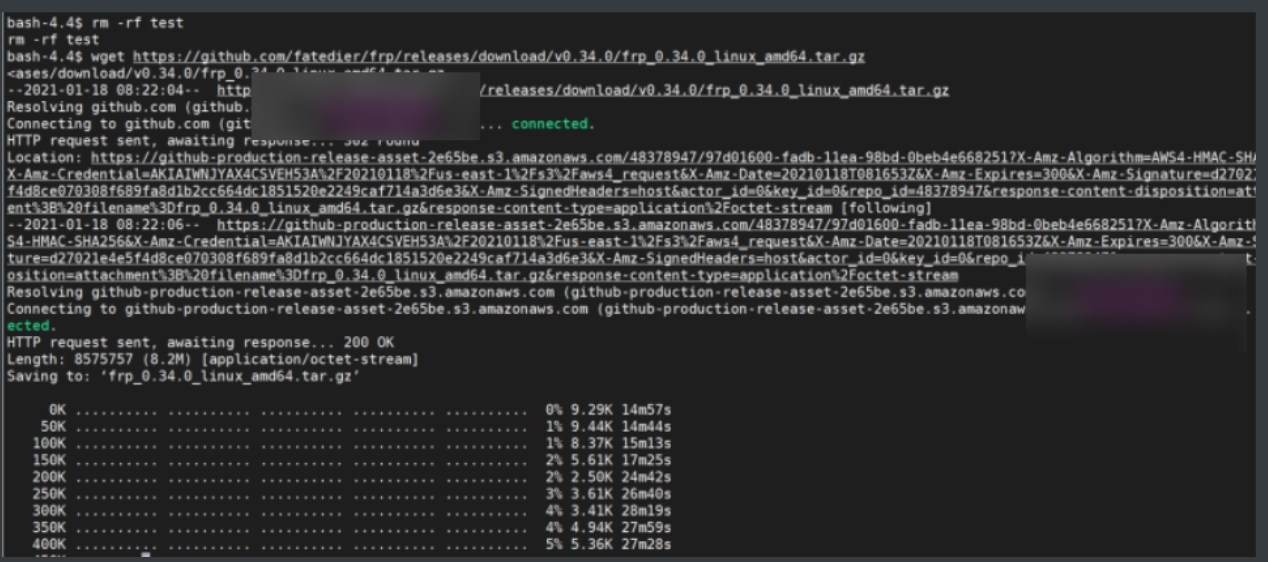 bash-4.4$ rm -rf test
rm -rf test
bash-4.4$ wget https://github.com/fatedier/frp/releases/download/v0.34.0/frp_0.34.0_linux_amd64.tar.gz
<ases/download/v0.34.0/frp_0.34.0_linux_amd64.tar.gz
--2021-01-18 08:22:04-- http /releases/download/v0.34.0/frp_0.34.0_linux_amd64.tar.gz
Resolving github.com (github.
Connecting to github.com (git ... connected.
HTTP request sent, awaiting response... 302 Found
Location: https://github-production-release-asset-2e65be.s3.amazonaws.com/48378947/97d01600-fadb-11ea-98bd-0beb4e668251?X-Amz-Algorithm=AWS4-HMAC-SHA
X-Amz-Credential=AKIAIWNJYAX4CSVEH53A%2F20210118%2Fus-east-1%2Fs3%2Faws4_request&X-Amz-Date=20210118T081653Z&X-Amz-Expires=300&X-Amz-Signature=d2702
f4d8ce070308f689fa8d1b2cc664dc1851520e2249caf714a3d6e3&X-Amz-SignedHeaders=host&actor_id=0&key_id=0&repo_id=48378947&response-content-disposition=att
ent%3B%20filename%3Dfrp_0.34.0_linux_amd64.tar.gz&response-content-type=application%2Foctet-stream [following]
--2021-01-18 08:22:06-- https://github-production-release-asset-2e65be.s3.amazonaws.com/48378947/97d01600-fadb-11ea-98bd-0beb4e668251?X-Amz-Algorith
S4-HMAC-SHA256&X-Amz-Credential=AKIAIWNJYAX4CSVEH53A%2F20210118%2Fus-east-1%2Fs3%2Faws4_request&X-Amz-Date=20210118T081653Z&X-Amz-Expires=300&X-Amz-S
ture=d27021e4e5f4d8ce070308f689fa8d1b2cc664dc1851520e2249caf714a3d6e3&X-Amz-SignedHeaders=host&actor_id=0&key_id=0&repo_i
osition=attachment%3B%20filename%3Dfrp_0.34.0_linux_amd64.tar.gz&response-content-type=application%2Foctet-stream
Resolving github-production-release-asset-2e65be.s3.amazonaws.com (github-production-release-asset-2e65be.s3.amazonaws.co
Connecting to github-production-release-asset-2e65be.s3.amazonaws.com (github-production-release-asset-2e65be.s3.amazonaw .
ected.
HTTP request sent, awaiting response... 200 OK
Length: 8575757 (8.2M) [application/octet-stream]
Saving to: ‘frp_0.34.0_linux_amd64.tar.gz’
0K .......... .......... .......... .......... .......... 0% 9.29K 14m57s
50K .......... .......... .......... .......... .......... 1% 9.44K 14m44s
100K .......... .......... .......... .......... .......... 1% 8.37K 15m13s
150K .......... .......... .......... .......... .......... 2% 5.61K 17m25s
200K .......... .......... .......... .......... .......... 2% 2.50K 24m42s
250K .......... .......... .......... .......... .......... 3% 3.61K 26m40s
300K .......... .......... .......... .......... .......... 4% 3.41K 28m19s
350K .......... .......... .......... .......... .......... 4% 4.94K 27m59s
400K .......... .......... .......... .......... .......... 5% 5.36K 27m28s